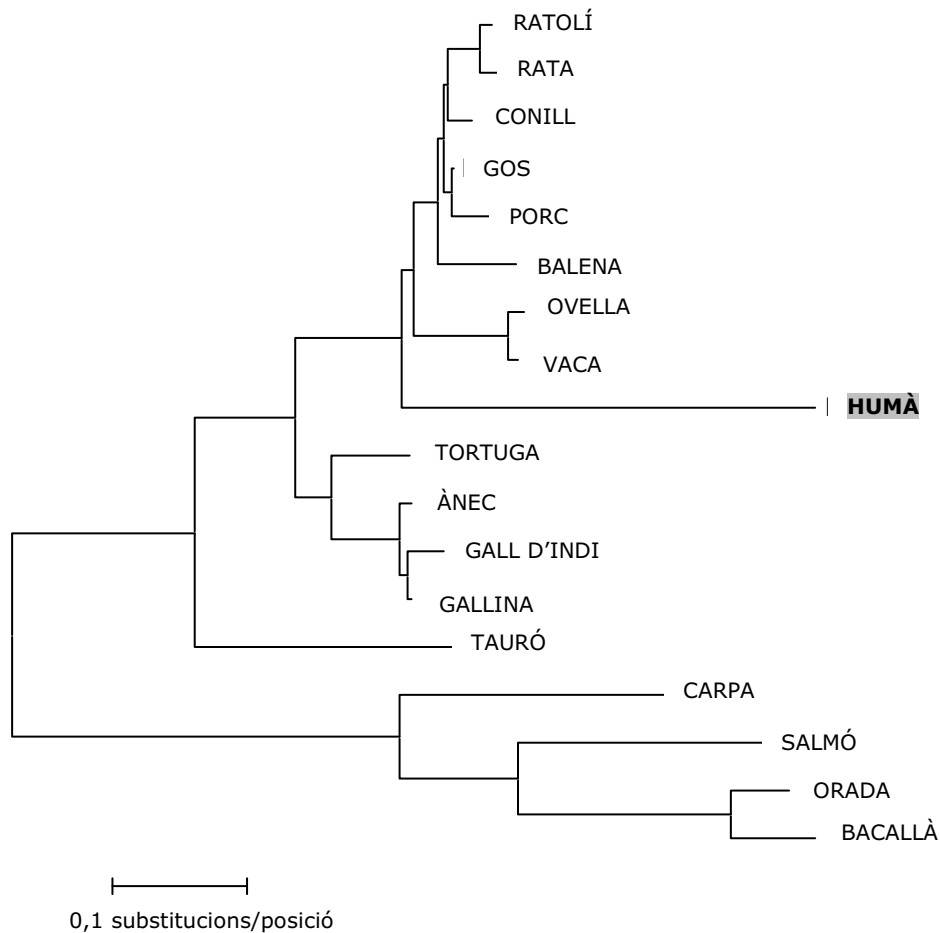 RATOLÍ
RATA
CONILL
GOS
PORC
BALENA
OVELLA
VACA
HUMÀ
TORTUGA
ÀNEC
GALL D’INDI
GALLINA
TAURÓ
CARPA
SALMÓ
ORADA
BACALLÀ
0,1 substitucions/posició